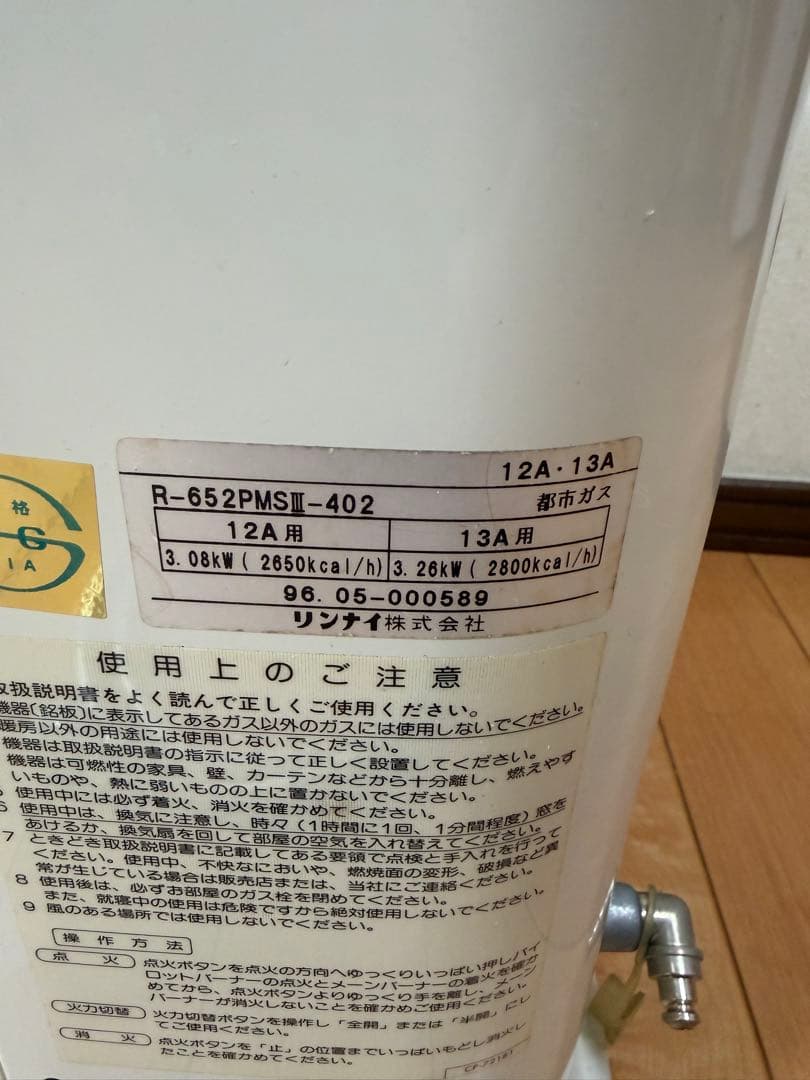 12A・13A
R-652PMSⅢ-402 都市ガス
12A用 13A用
3.08kW( 2650kcal/h) 3.26kW( 2800kcal/h)
96.05-000589
リンナイ株式会社
格
G
IA
使用上のご注意
取扱説明書をよく読んで正しくご使用ください。
機器(銘板)に表示してあるガス以外のガスには使用しないでください。
暖房以外の用途には使用しないでください。
機器は取扱説明書の指示に従って正しく設置してください。
機器は可燃性の家具、壁、カーテンなどから十分離し、燃えやす
いものや、熱に弱いものの上に置かないでください。
使用中には必ず着火、消火を確かめてください。
6 使用中は、換気に注意し、時々(1時間に1回、1分間程度)窓を
あけるか、換気扇を回して部屋の空気を入れ替えてください。
7 ときどき取扱説明書に記載してある要領で点検と手入れを行って
ください。使用中、不快なにおいや、燃焼面の変形、破損など異
常が生じている場合は販売店または、当社にご連絡ください。
8 使用後は、必ずお部屋のガス栓を閉めてください。
また、就寝中の使用は危険ですから絶対使用しないでください。
9 風のある場所では使用しないでください。
操作方法
点火 点火ボタンを点火の方向へゆっくりいっぱい押しパイ
ロットバーナーの点火とメーンバーナーの着火を確か
めてから、点火ボタンよりゆっくり手を離し、メーン
バーナーが消火しないことを確かめご使用ください。
火力切替 火力切替ボタンを操作し「全開」または「半開」にし
てご使用ください。
消火 点火ボタンを「止」の位置までいっぱいもどし消火し
たことを確かめてください。